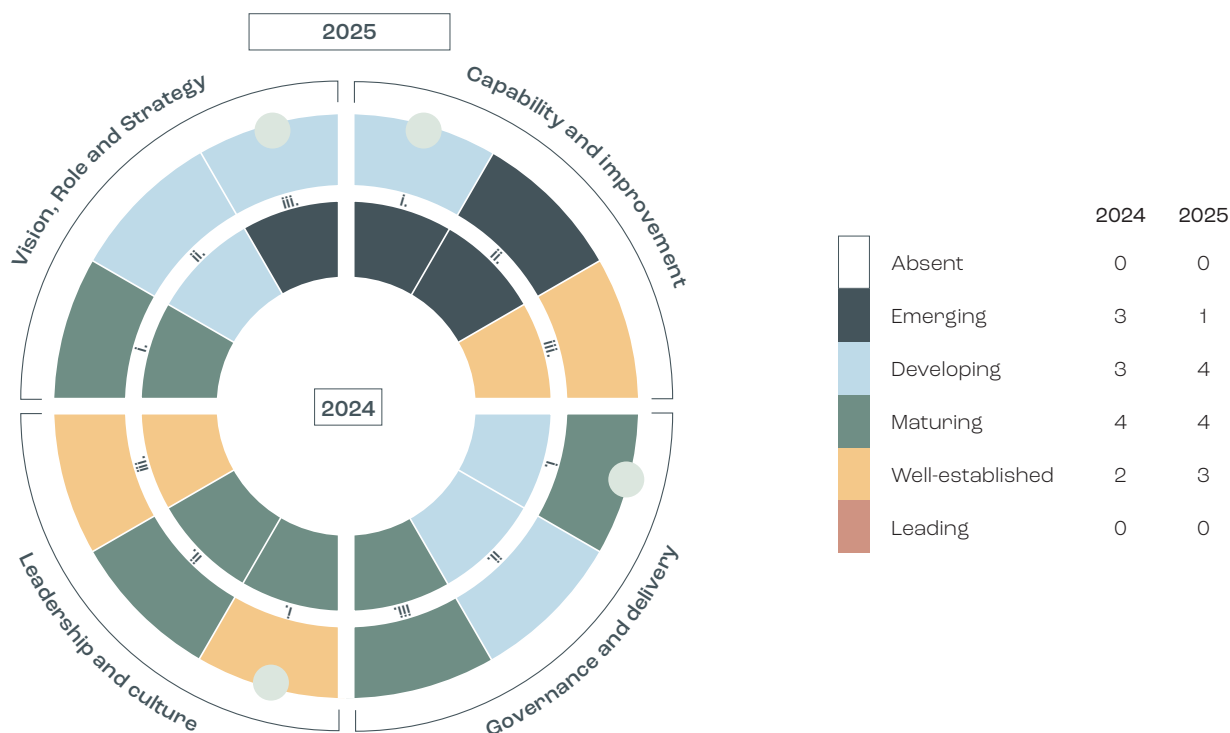 2025
Vision, Role and Strategy
Capability and improvement
iii.
i.
ii.
ii.
i.
iii.
2024
iii.
i.
ii.
ii.
i.
iii.
Leadership and culture
Governance and delivery
2024 2025
Absent 0 0
Emerging 3 1
Developing 3 4
Maturing 4 4
Well-established 2 3
Leading 0 0